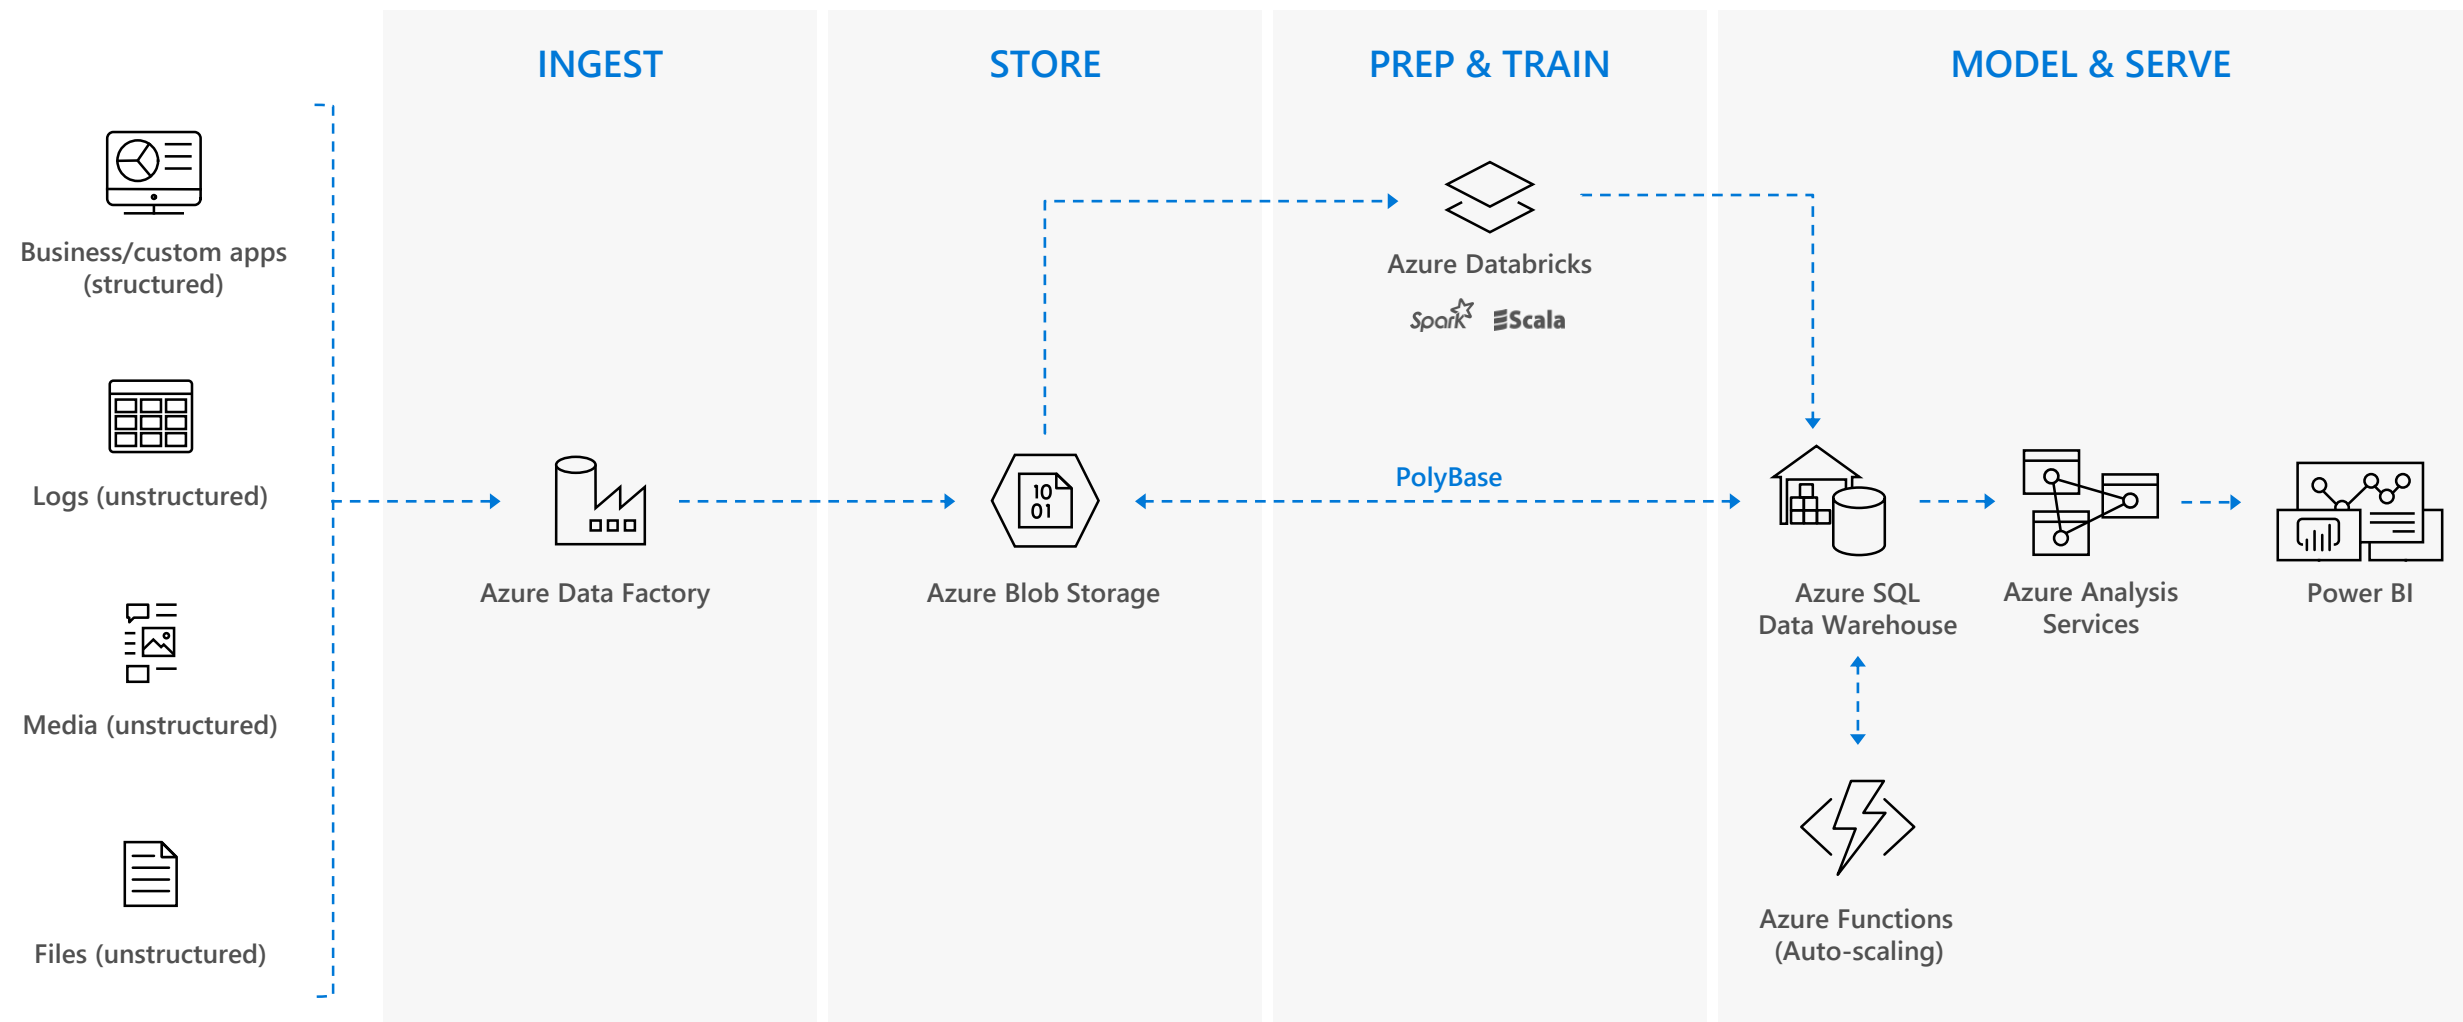 INGEST
STORE
PREP & TRAIN
MODEL & SERVE
Business/custom apps
(structured)
Logs (unstructured)
Media (unstructured)
Files (unstructured)
Azure Data Factory
10
01
Azure Blob Storage
Azure Databricks
Spark
Scala
PolyBase
Azure SQL
Data Warehouse
Azure Analysis
Services
Power BI
Azure Functions
(Auto-scaling)